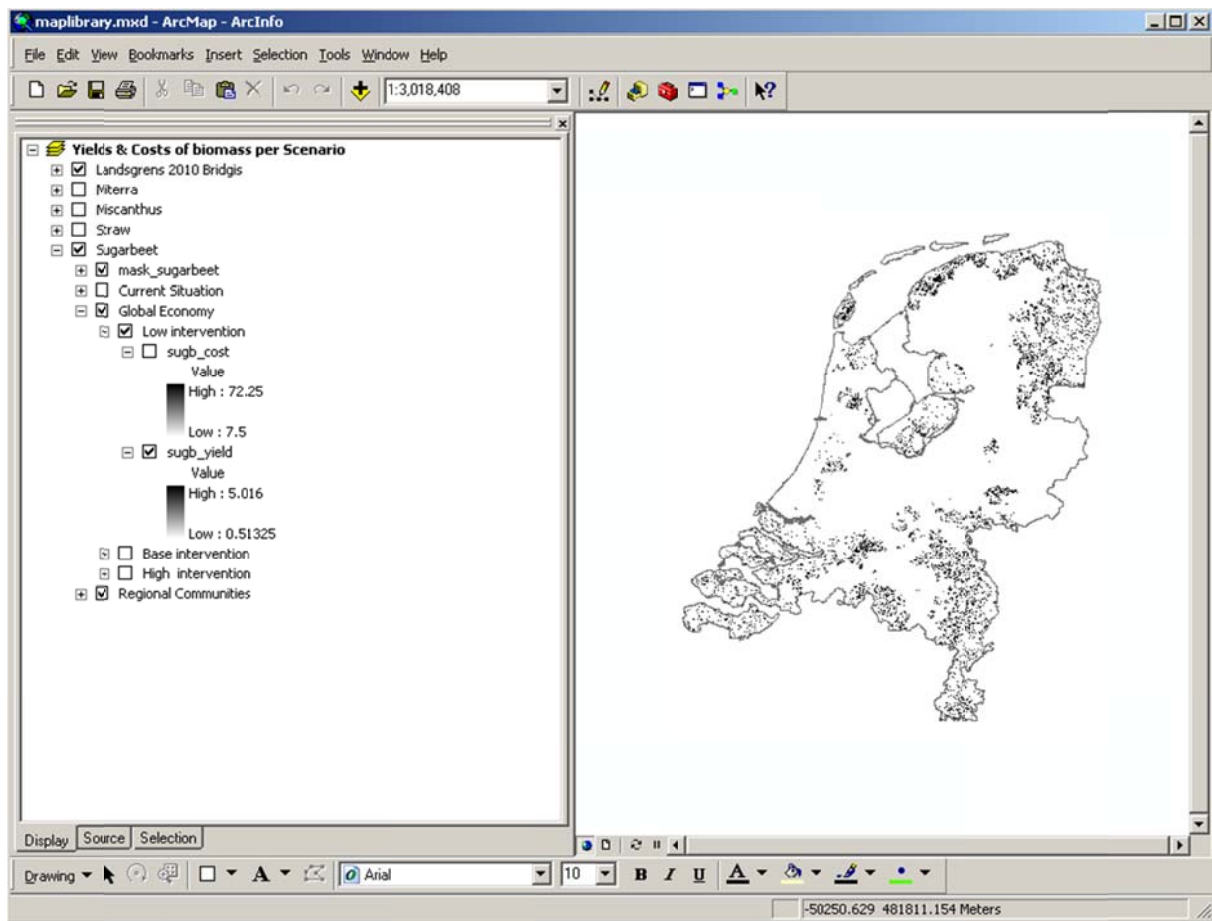 maplibrary.mxd - ArcMap - ArcInfo
File Edit View Bookmarks Insert Selection Tools Window Help
1:3,018,408
Yields & Costs of biomass per Scenario
Landsgrens 2010 Bridgis
Miterra
Miscanthus
Straw
Sugarbeet
mask_sugarbeet
Current Situation
Global Economy
Low intervention
sugb_cost
Value
High : 72.25
Low : 7.5
sugb_yield
Value
High : 5.016
Low : 0.51325
Base intervention
High intervention
Regional Communities
Display Source Selection
Drawing A Arial 10 B I U A
-50250.629 481811.154 Meters